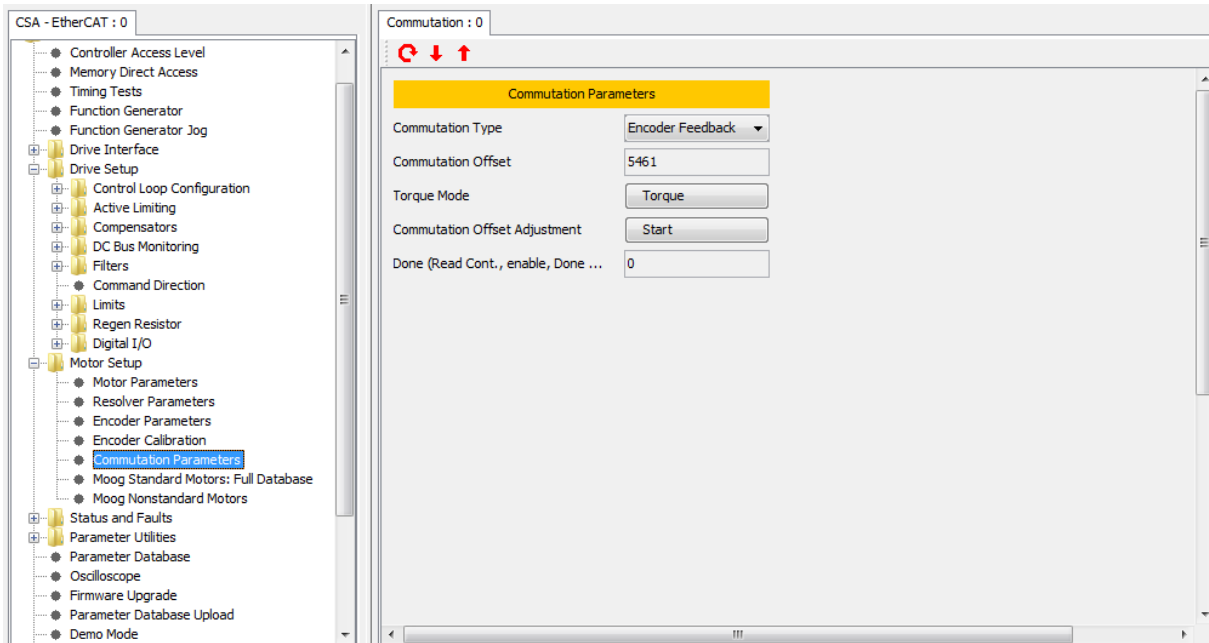 CSA - EtherCAT : 0
Controller Access Level
Memory Direct Access
Timing Tests
Function Generator
Function Generator Jog
Drive Interface
Drive Setup
Control Loop Configuration
Active Limiting
Compensators
DC Bus Monitoring
Filters
Command Direction
Limits
Regen Resistor
Digital I/O
Motor Setup
Motor Parameters
Resolver Parameters
Encoder Parameters
Encoder Calibration
Commutation Parameters
Moog Standard Motors: Full Database
Moog Nonstandard Motors
Status and Faults
Parameter Utilities
Parameter Database
Oscilloscope
Firmware Upgrade
Parameter Database Upload
Demo Mode
Commutation : 0
Commutation Parameters
Commutation Type Encoder Feedback
Commutation Offset 5461
Torque Mode Torque
Commutation Offset Adjustment Start
Done (Read Cont., enable, Done ... 0